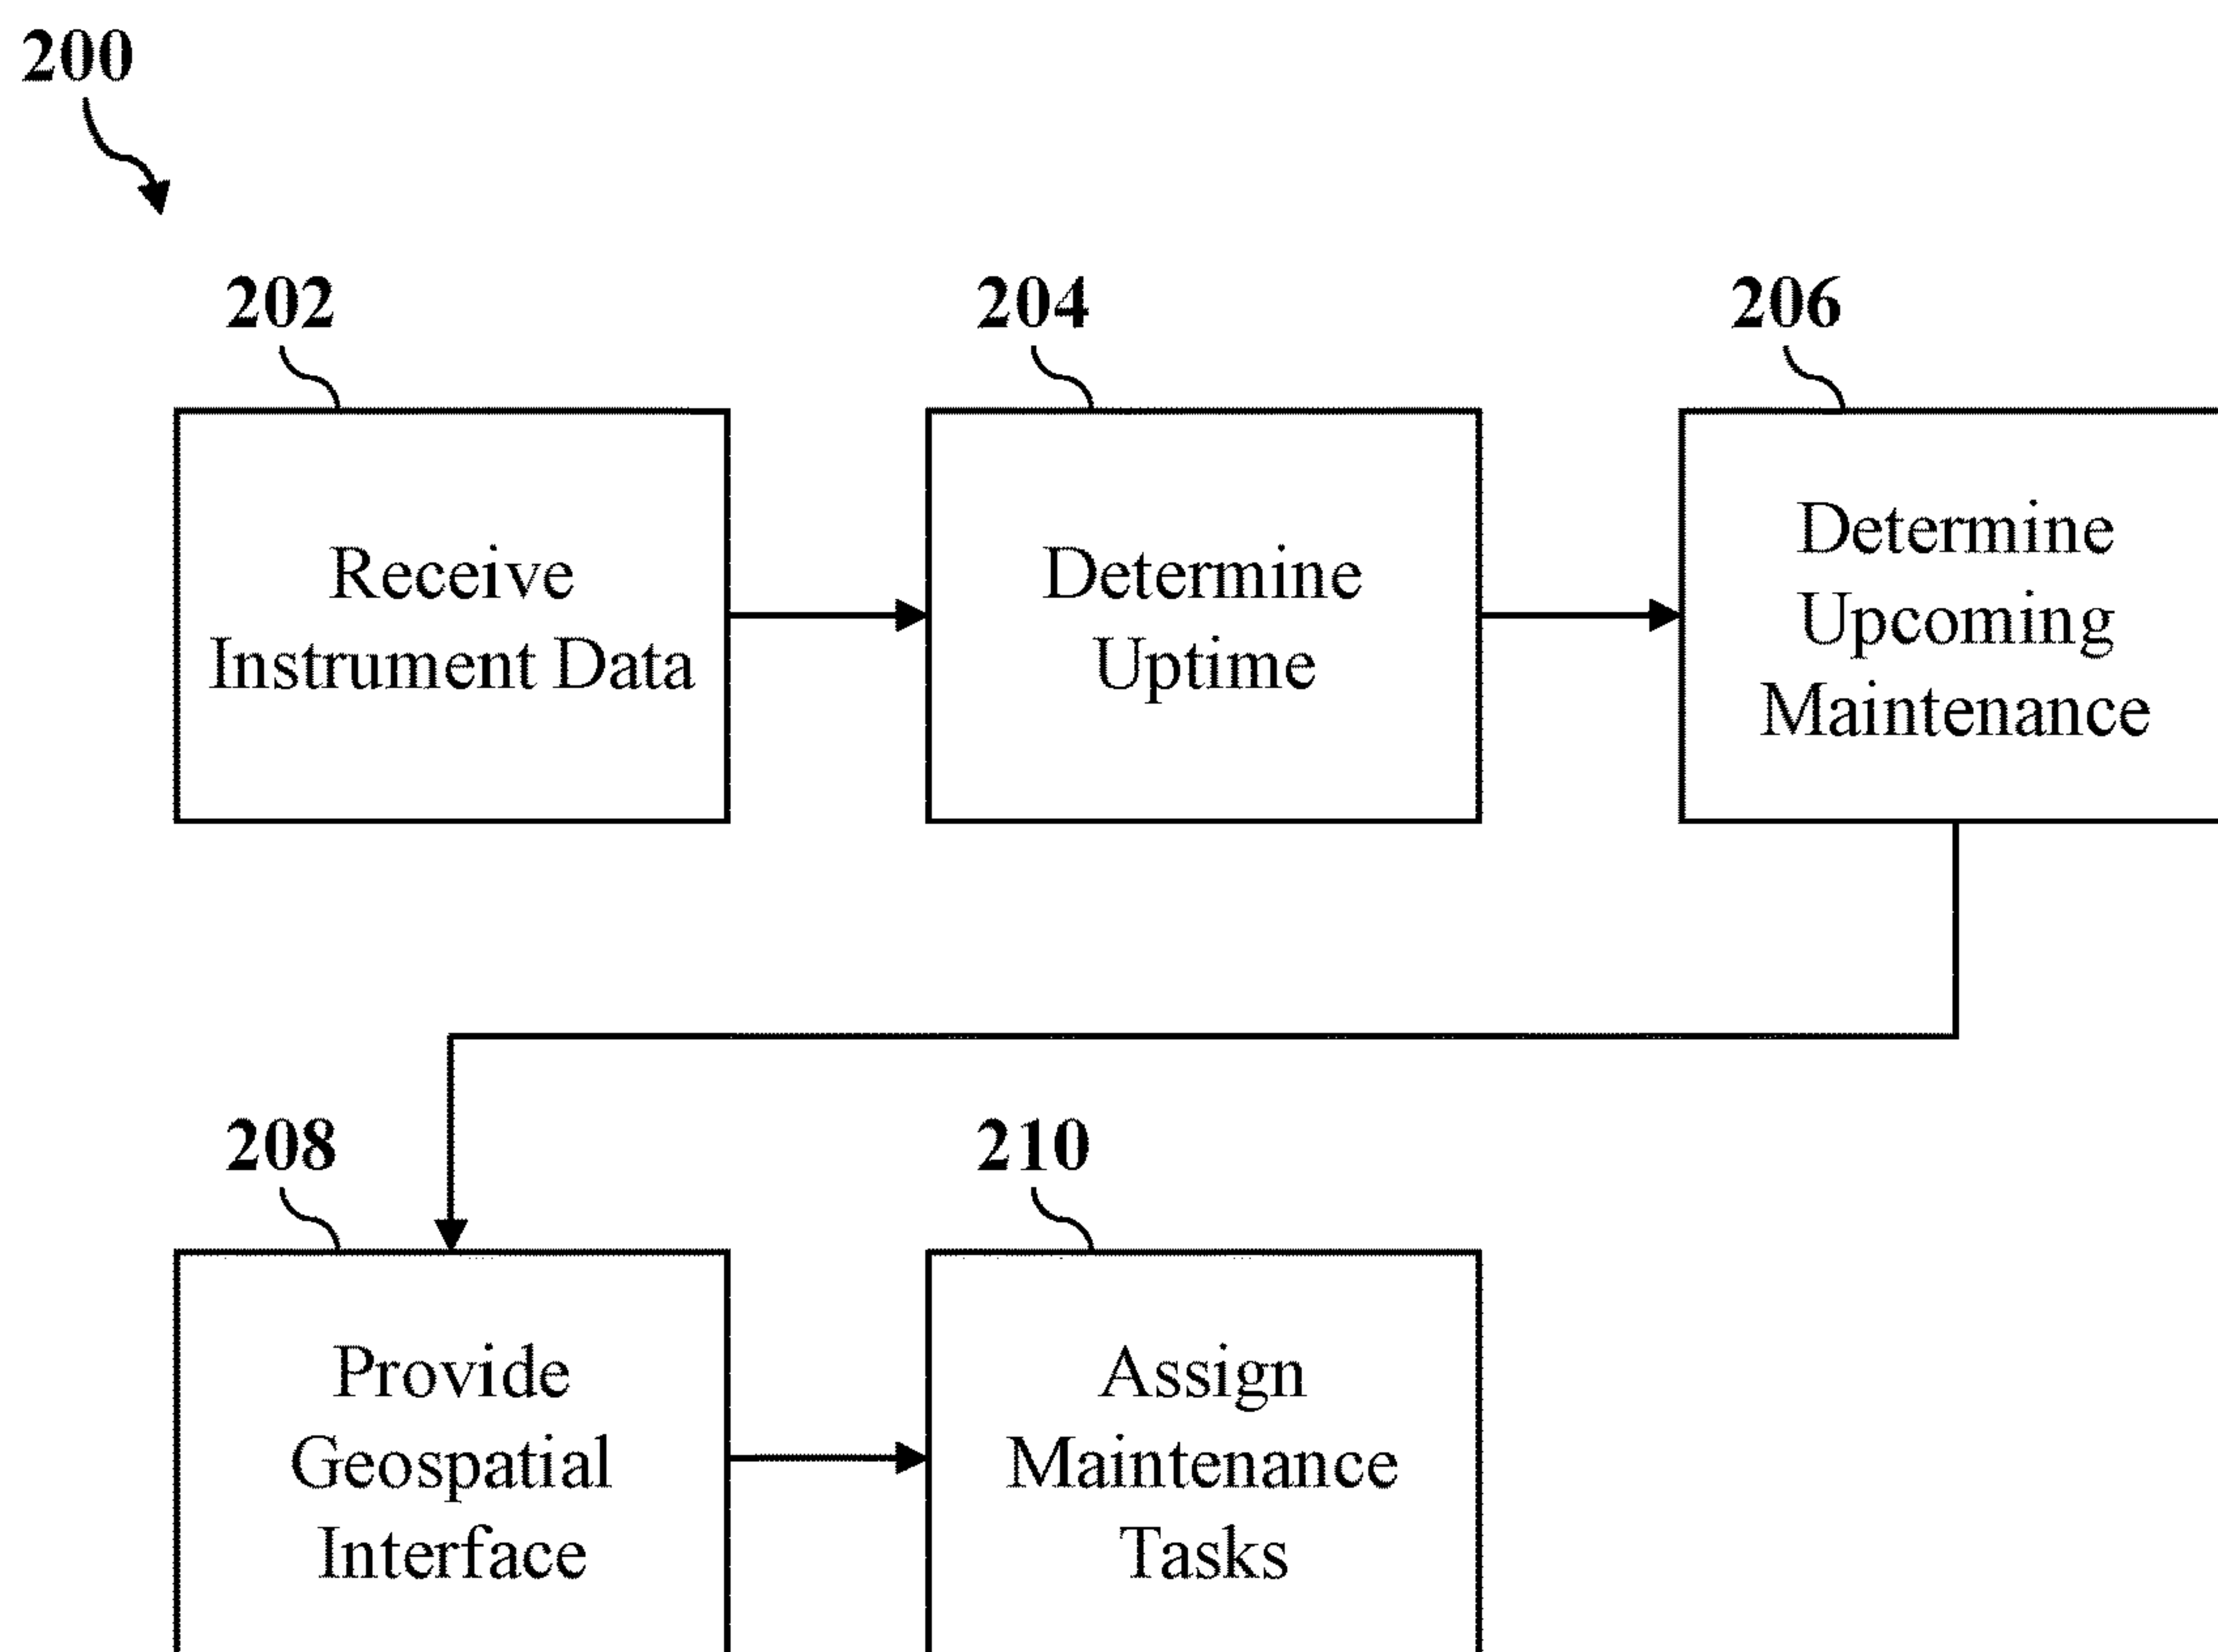 200
202
204
206
Receive
Instrument Data
Determine
Uptime
Determine
Upcoming
Maintenance
208
210
Provide
Geospatial
Interface
Assign
Maintenance
Tasks